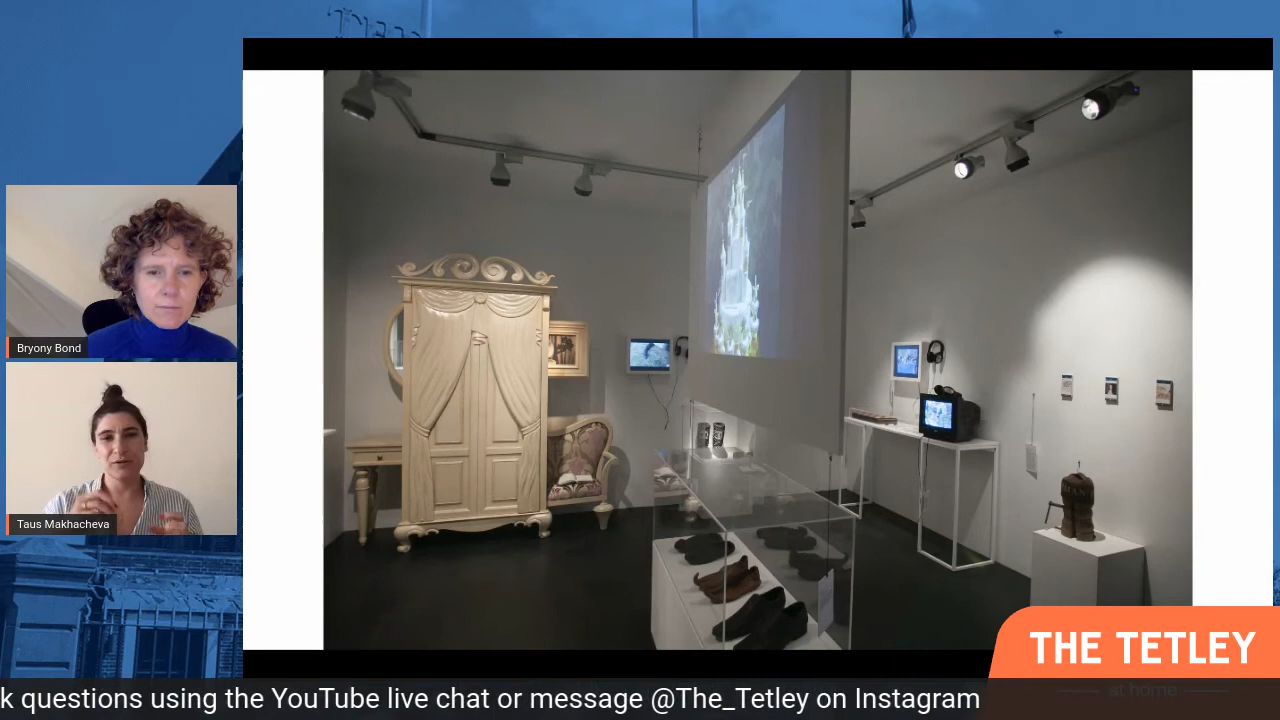 Bryony Bond
Taus Makhacheva
THE TETLEY
at home
k questions using the YouTube live chat or message @The_Tetley on Instagram